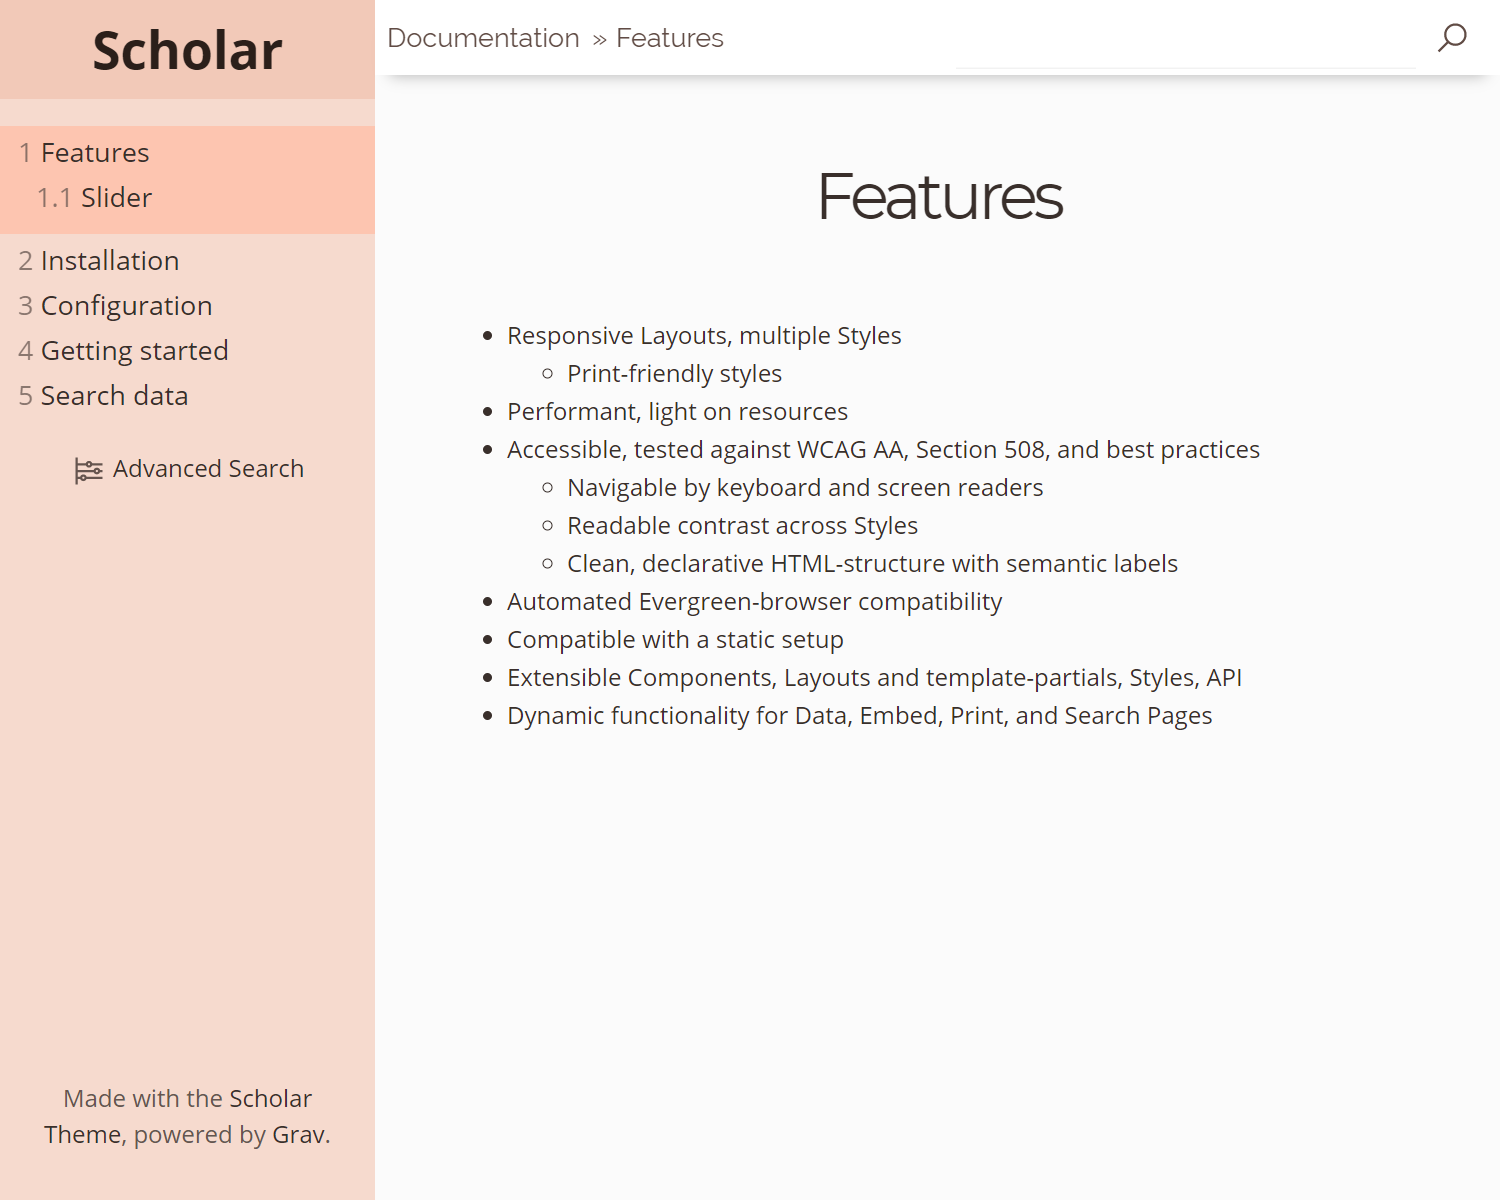 Scholar
1 Features
1.1 Slider
2 Installation
3 Configuration
4 Getting started
5 Search data
Advanced Search
Made with the Scholar
Theme, powered by Grav.
Documentation » Features
Features
Responsive Layouts, multiple Styles
Print-friendly styles
Performant, light on resources
Accessible, tested against WCAG AA, Section 508, and best practices
Navigable by keyboard and screen readers
Readable contrast across Styles
Clean, declarative HTML-structure with semantic labels
Automated Evergreen-browser compatibility
Compatible with a static setup
Extensible Components, Layouts and template-partials, Styles, API
Dynamic functionality for Data, Embed, Print, and Search Pages